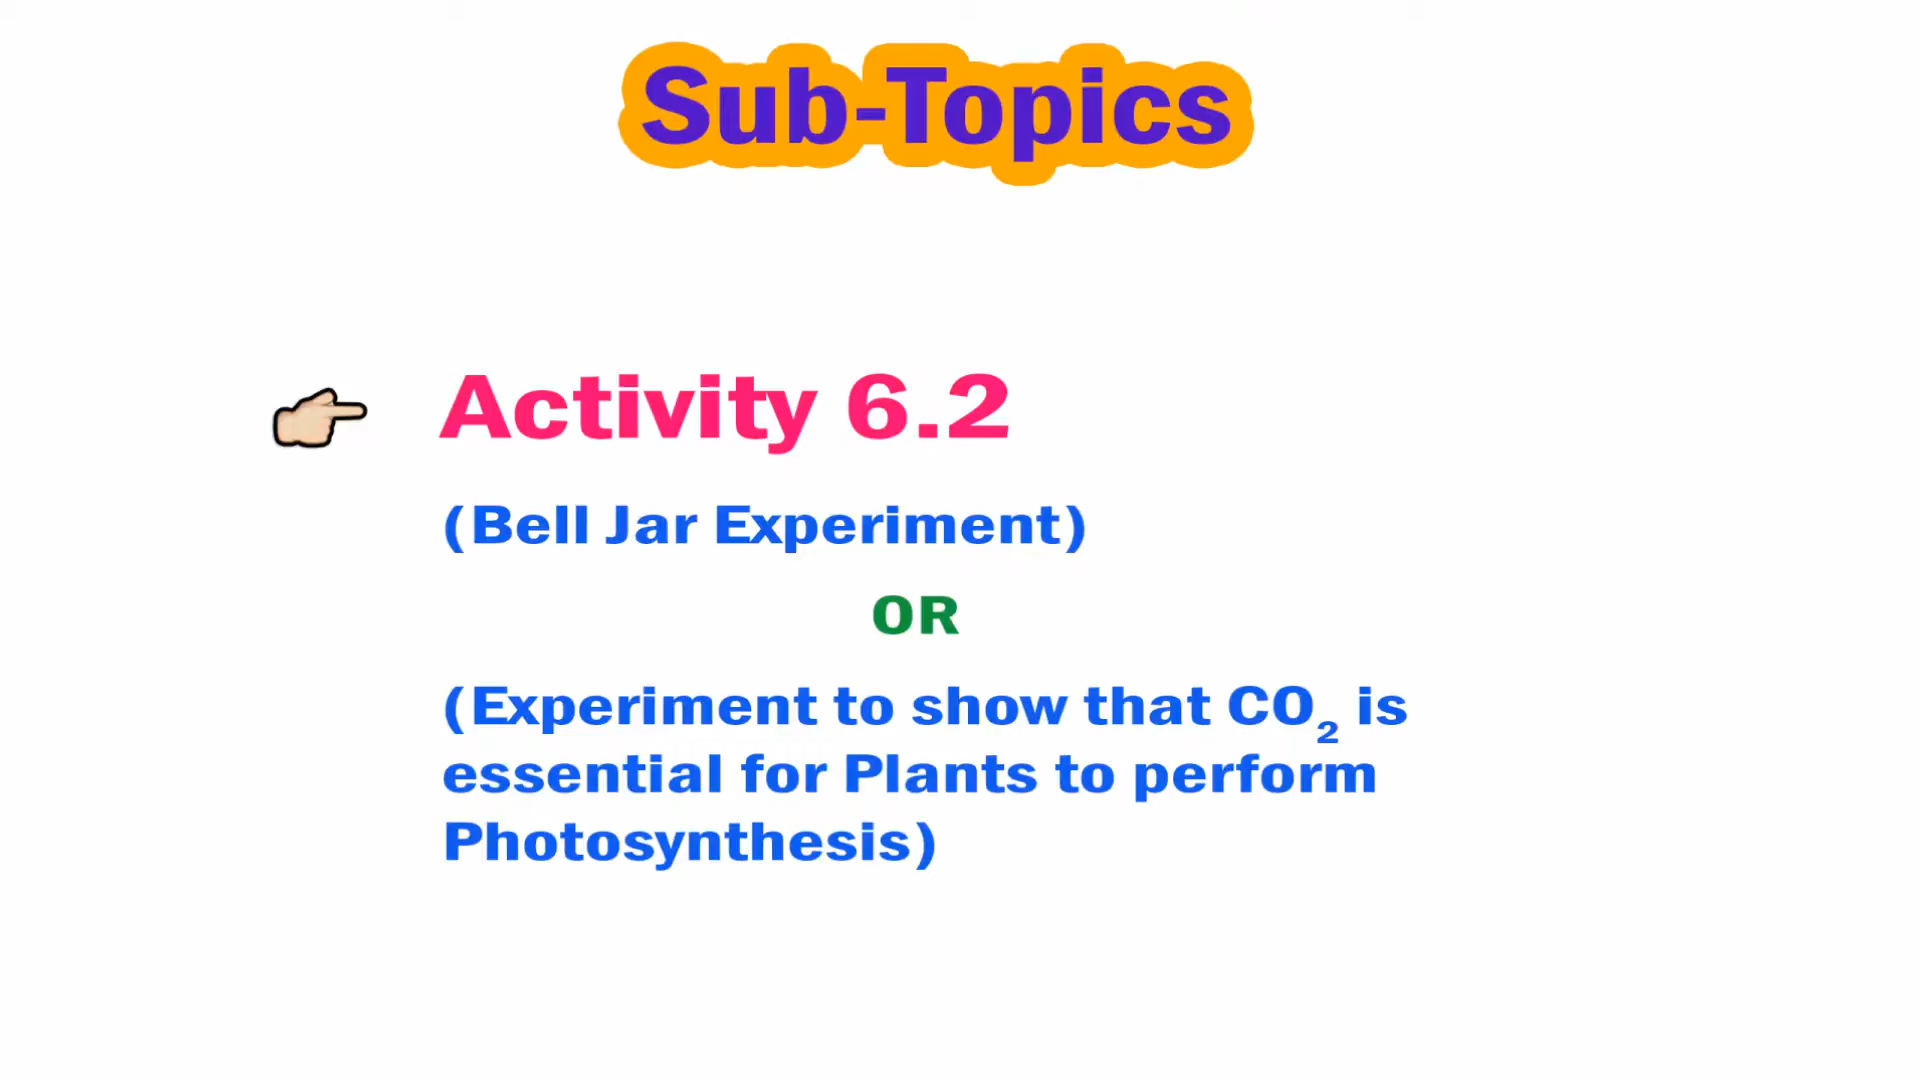 Sub-Topics
Activity 6.2
(Bell Jar Experiment)
OR
(Experiment to show that CO₂ is
essential for Plants to perform
Photosynthesis)